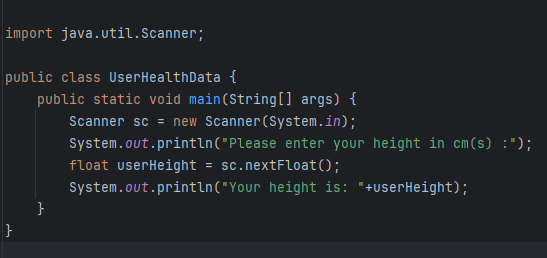 import java.util.Scanner;
public class UserHealthData {
public static void main(String[] args) {
Scanner sc = new Scanner(System.in);
System.out.println("Please enter your height in cm(s) :");
float userHeight = sc.nextFloat();
System.out.println("Your height is: "+userHeight);
}
}